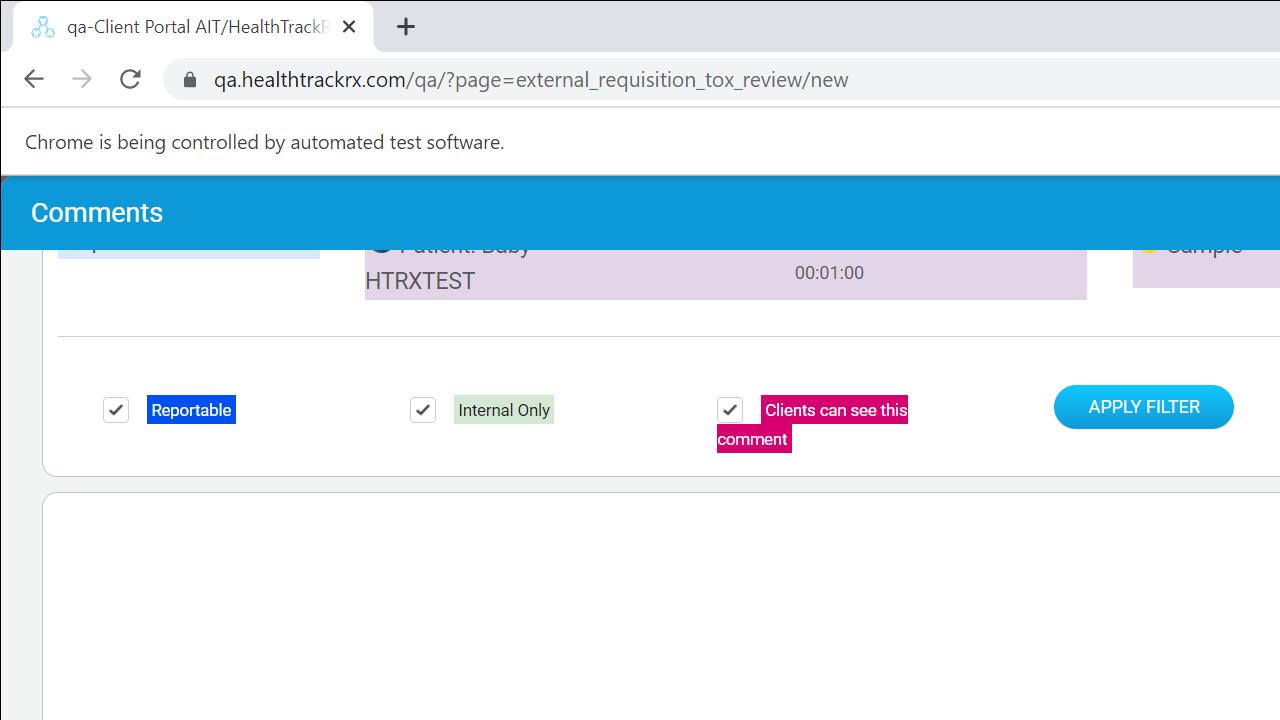 qa-Client Portal AIT/HealthTrackR
qa.healthtrackrx.com/qa/?page=external_requisition_tox_review/new
Chrome is being controlled by automated test software.
Comments
Patient: Baby
HTRXTEST
00:01:00
Sample
Reportable
Internal Only
Clients can see this
comment
APPLY FILTER